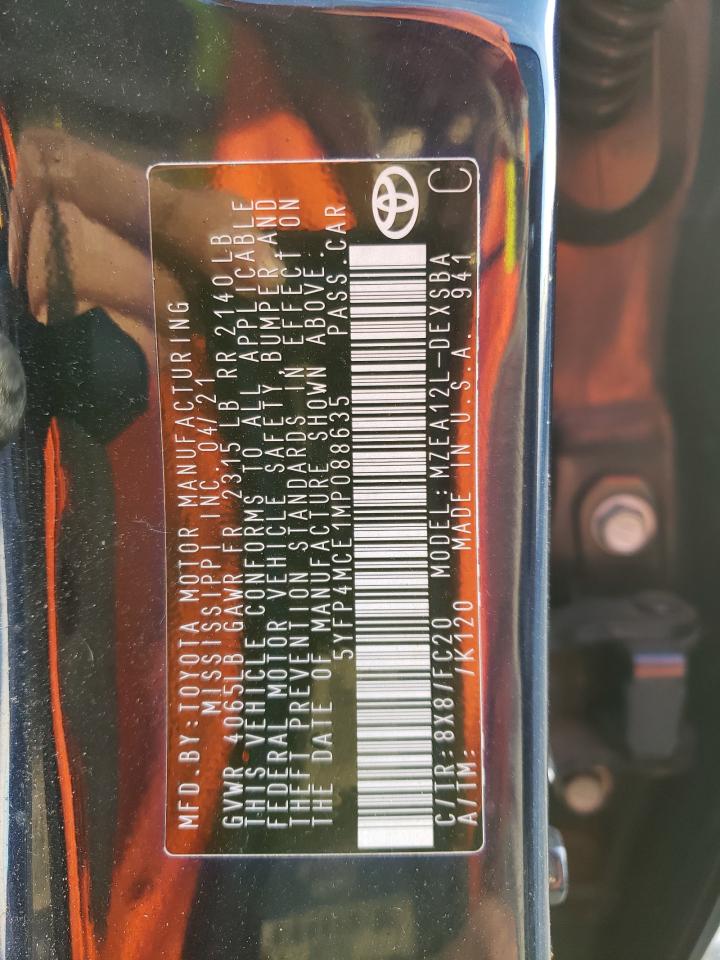 MFD.BY:TOYOTA MOTOR MANUFACTURING
MISSISSIPPI INC. 04/21
GVWR 4065LB GAWR FR 2315 LB RR 2140 LB
THIS VEHICLE CONFORMS TO ALL APPLICABLE
FEDERAL MOTOR VEHICLE SAFETY, BUMPER AND
THEFT PREVENTION STANDARDS IN EFFECT ON
THE DATE OF MANUFACTURE SHOWN ABOVE.
5YFP4MCE1MP088635 PASS.CAR
C/TR: 8X8/FC20 MODEL: MZEA12L-DEXSBA
A/TM: /K120 MADE IN U.S.A. 941 C